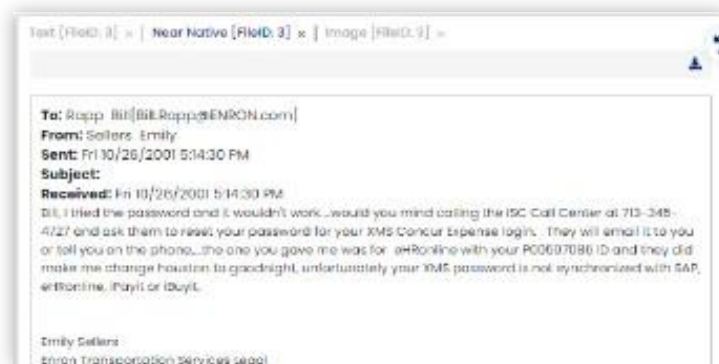 Text [FileID: 3] × | Near Native [FileID: 3] × | Image [FileID: 3] ×
To: Rapp Bill[Bill.Rapp@ENRON.com]
From: Sellers Emily
Sent: Fri 10/26/2001 5:14:30 PM
Subject:
Received: Fri 10/26/2001 5:14:30 PM
Bill, I tried the password and it wouldn't work...would you mind calling the ISC Call Center at 713-345-
4727 and ask them to reset your password for your XMS Concur Expense login. They will email it to you
or tell you on the phone...the one you gave me was for eHRonline with your P00697086 ID and they did
make me change houston to goodnight, unfortunately your XMS password is not synchronized with SAP,
eHRonline, iPayit or iBuyit.
Emily Sellers
Enron Transportation Services Legal